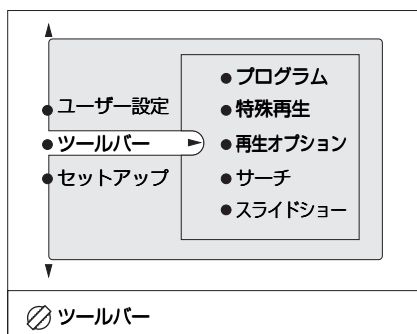 ユーザー設定
ツールバー
セットアップ
プログラム
特殊再生
再生オプション
サーチ
スライドショー
ツールバー